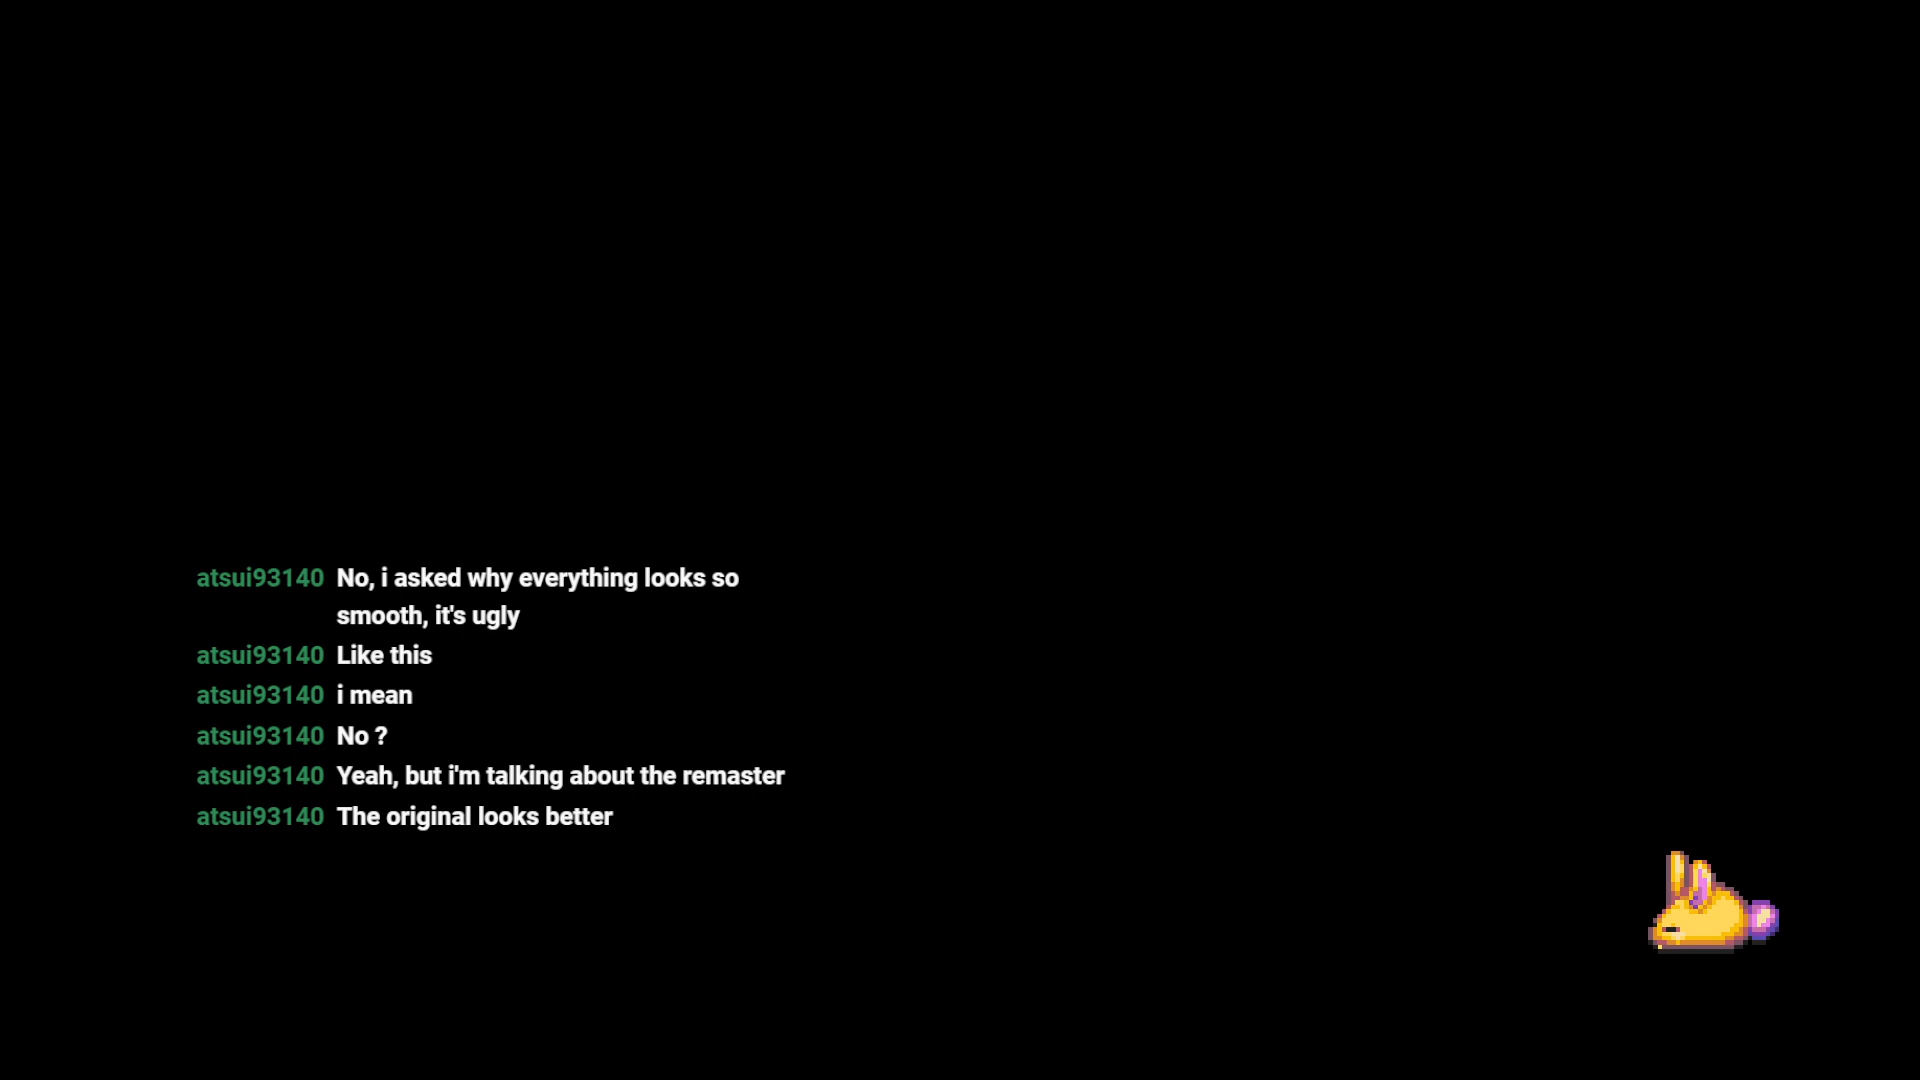 atsui93140 No, i asked why everything looks so
smooth, it's ugly
atsui93140 Like this
atsui93140 i mean
atsui93140 No ?
atsui93140 Yeah, but i'm talking about the remaster
atsui93140 The original looks better